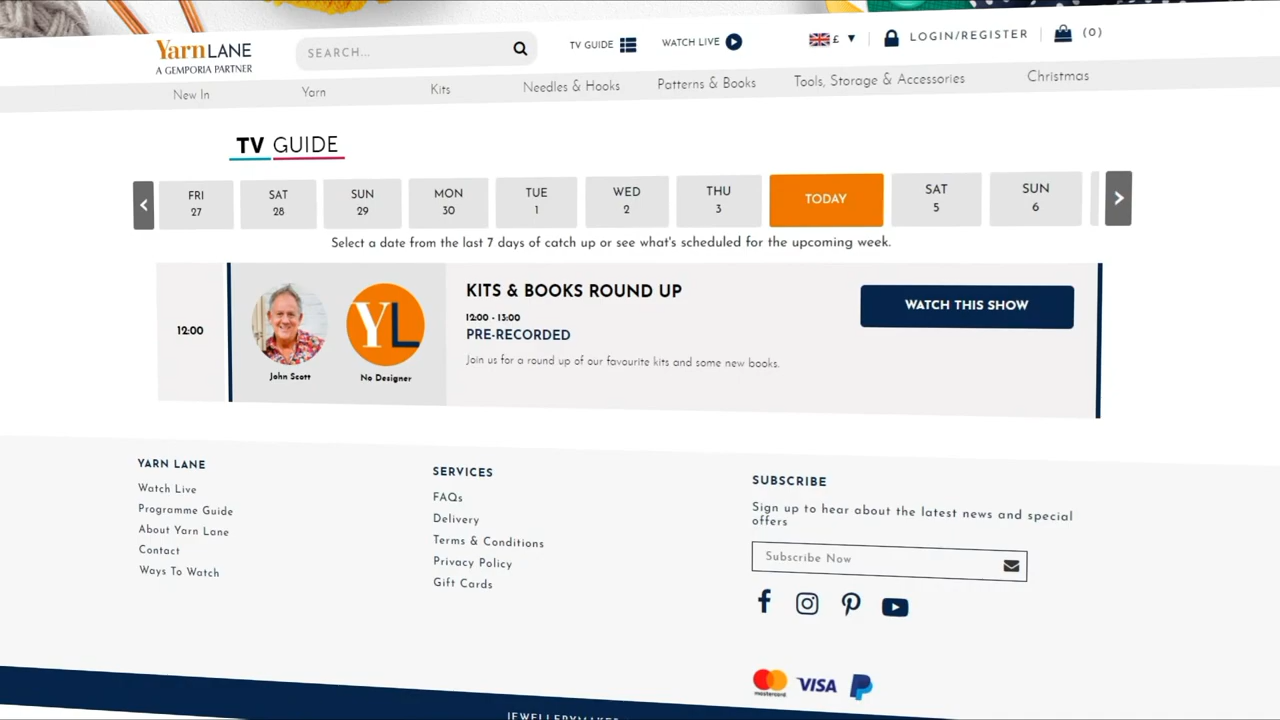 YarnLANE
A GEMPORIA PARTNER
SEARCH...
TV GUIDE
WATCH LIVE
£
LOGIN/REGISTER
(0)
New In
Yarn
Kits
Needles & Hooks
Patterns & Books
Tools, Storage & Accessories
Christmas
TV GUIDE
FRI
27
SAT
28
SUN
29
MON
30
TUE
1
WED
2
THU
3
TODAY
SAT
5
SUN
6
Select a date from the last 7 days of catch up or see what's scheduled for the upcoming week.
12:00
John Scott
YL
No Designer
KITS & BOOKS ROUND UP
12:00 - 13:00
PRE-RECORDED
Join us for a round up of our favourite kits and some new books.
WATCH THIS SHOW
YARN LANE
Watch Live
Programme Guide
About Yarn Lane
Contact
Ways To Watch
SERVICES
FAQs
Delivery
Terms & Conditions
Privacy Policy
Gift Cards
SUBSCRIBE
Sign up to hear about the latest news and special
offers
Subscribe Now
mastercard
VISA